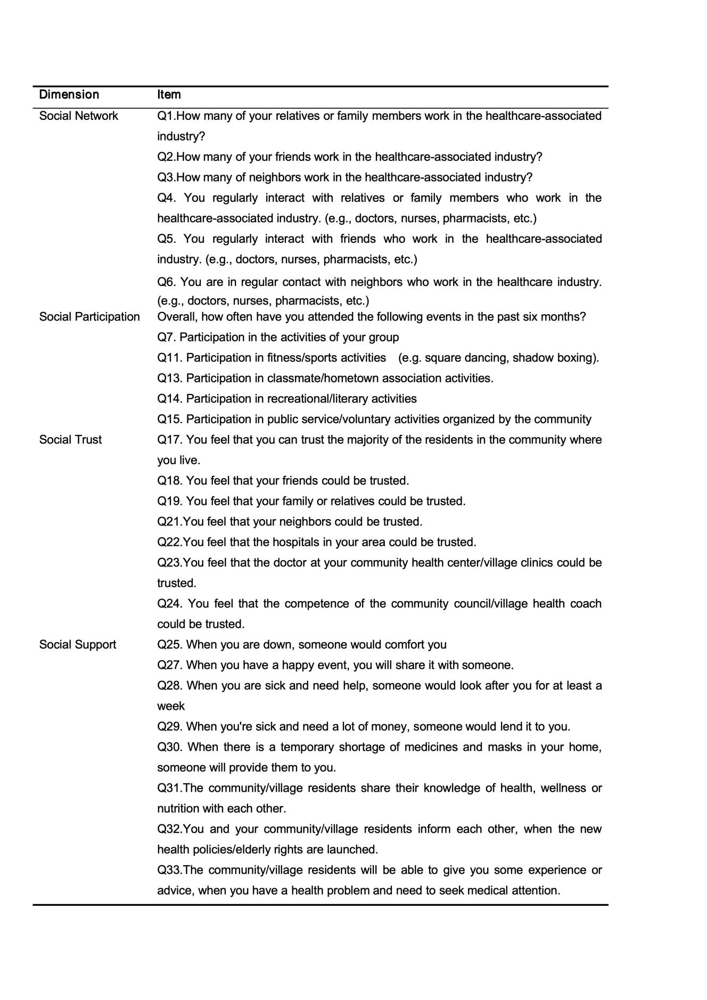 Dimension Item
Social Network Q1.How many of your relatives or family members work in the healthcare-associated
industry?
Q2.How many of your friends work in the healthcare-associated industry?
Q3.How many of neighbors work in the healthcare-associated industry?
Q4. You regularly interact with relatives or family members who work in the
healthcare-associated industry. (e.g., doctors, nurses, pharmacists, etc.)
Q5. You regularly interact with friends who work in the healthcare-associated
industry. (e.g., doctors, nurses, pharmacists, etc.)
Q6. You are in regular contact with neighbors who work in the healthcare industry.
(e.g., doctors, nurses, pharmacists, etc.)
Social Participation Overall, how often have you attended the following events in the past six months?
Q7. Participation in the activities of your group
Q11. Participation in fitness/sports activities (e.g. square dancing, shadow boxing).
Q13. Participation in classmate/hometown association activities.
Q14. Participation in recreational/literary activities
Q15. Participation in public service/voluntary activities organized by the community
Social Trust Q17. You feel that you can trust the majority of the residents in the community where
you live.
Q18. You feel that your friends could be trusted.
Q19. You feel that your family or relatives could be trusted.
Q21.You feel that your neighbors could be trusted.
Q22.You feel that the hospitals in your area could be trusted.
Q23.You feel that the doctor at your community health center/village clinics could be
trusted.
Q24. You feel that the competence of the community council/village health coach
could be trusted.
Social Support Q25. When you are down, someone would comfort you
Q27. When you have a happy event, you will share it with someone.
Q28. When you are sick and need help, someone would look after you for at least a
week
Q29. When you're sick and need a lot of money, someone would lend it to you.
Q30. When there is a temporary shortage of medicines and masks in your home,
someone will provide them to you.
Q31.The community/village residents share their knowledge of health, wellness or
nutrition with each other.
Q32.You and your community/village residents inform each other, when the new
health policies/elderly rights are launched.
Q33.The community/village residents will be able to give you some experience or
advice, when you have a health problem and need to seek medical attention.